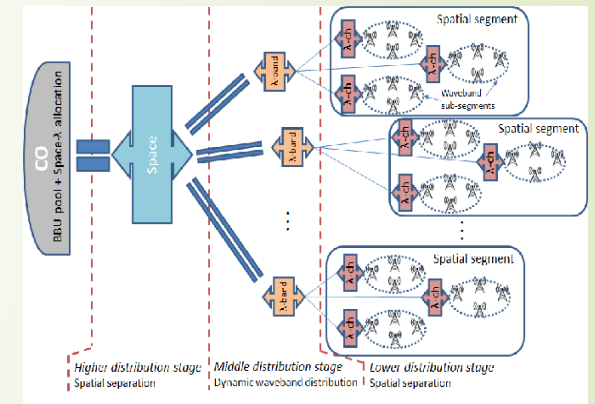 CO
BBU pool + Space-λ allocation
Space
λ-band
λ-band
λ-band
Spatial segment
λ-ch
λ-ch
λ-ch
Waveband
sub-segments
Spatial segment
λ-ch
λ-ch
λ-ch
Spatial segment
λ-ch
λ-ch
λ-ch
Higher distribution stage
Spatial separation
Middle distribution stage
Dynamic waveband distribution
Lower distribution stage
Spatial separation